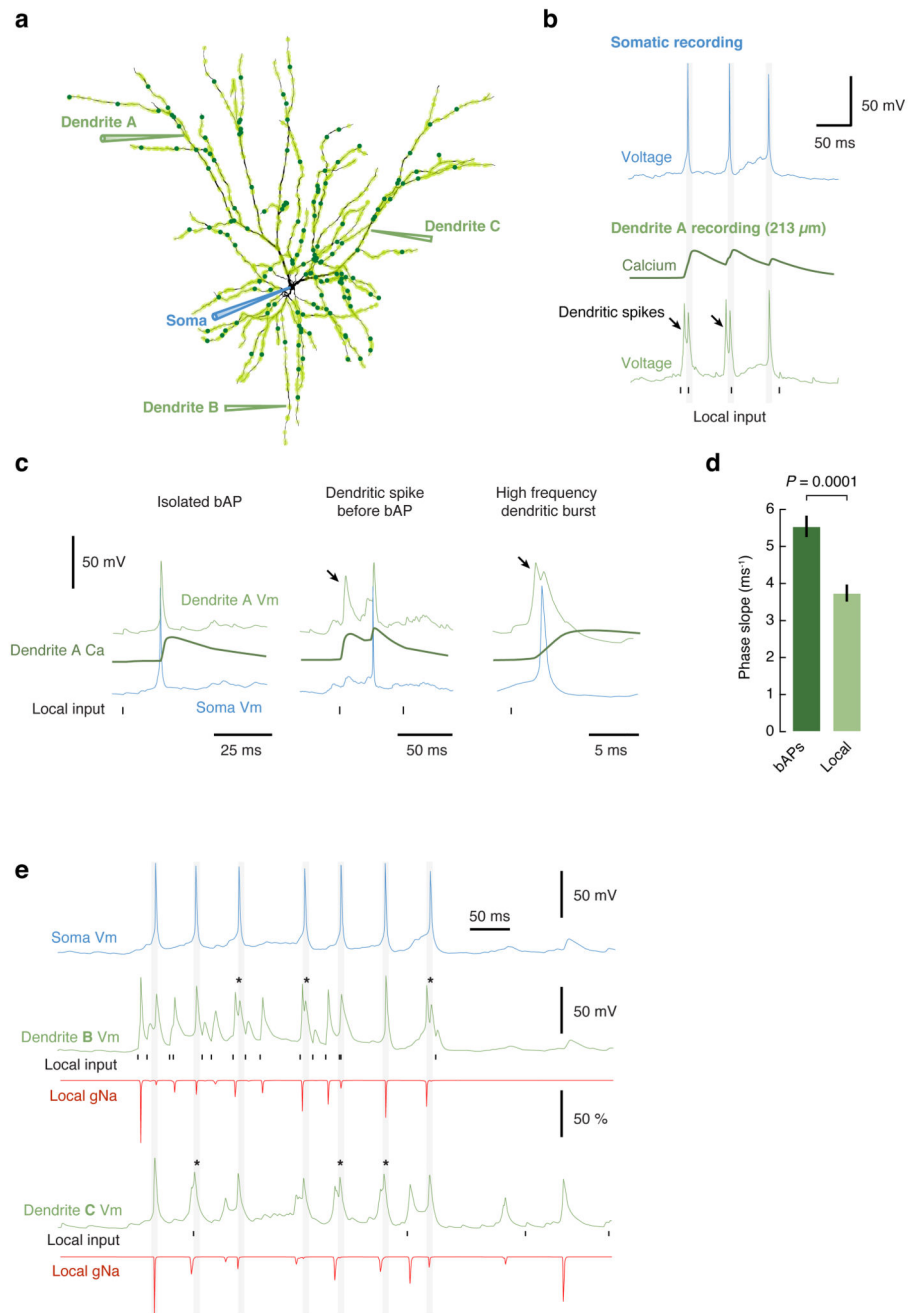 a
Dendrite A
Dendrite C
Soma
Dendrite B
b
Somatic recording
50 mV
50 ms
Voltage
Dendrite A recording (213 µm)
Calcium
Dendritic spikes
Voltage
Local input
c
Isolated bAP
Dendritic spike
before bAP
High frequency
dendritic burst
50 mV
Dendrite A Vm
Dendrite A Ca
Local input
Soma Vm
25 ms
50 ms
5 ms
d
P = 0.0001
6
5
4
3
2
1
0
Phase slope (ms⁻¹)
bAPs
Local
e
50 mV
50 ms
Soma Vm
* * *
50 mV
Dendrite B Vm
Local input
Local gNa
50 %
* * *
Dendrite C Vm
Local input
Local gNa